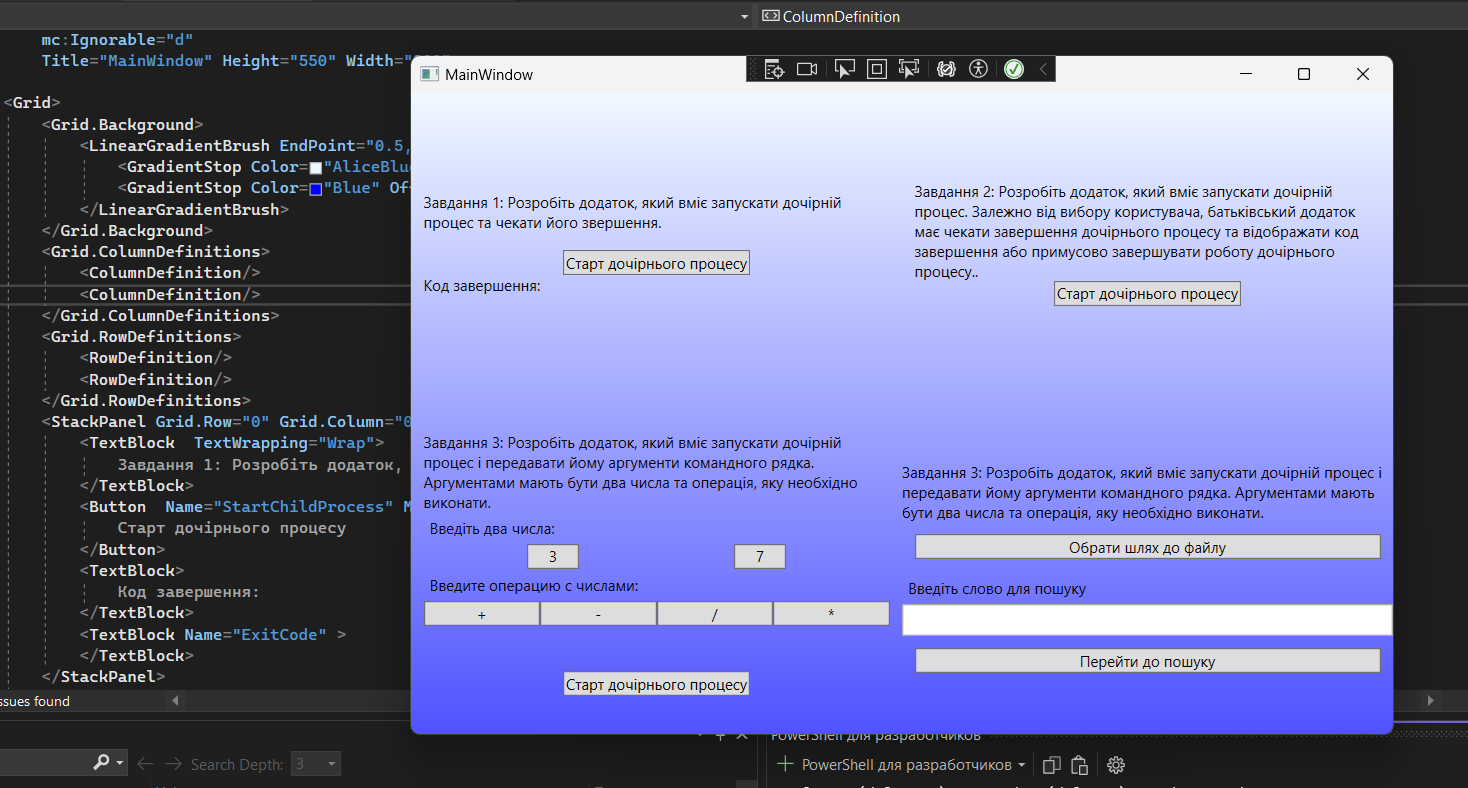 ColumnDefinition
mc:Ignorable="d"
Title="MainWindow" Height="550" Width="
<Grid>
<Grid.Background>
<LinearGradientBrush EndPoint="0.5,
<GradientStop Color="AliceBlue
<GradientStop Color="Blue" Of
</LinearGradientBrush>
</Grid.Background>
<Grid.ColumnDefinitions>
<ColumnDefinition/>
<ColumnDefinition/>
</Grid.ColumnDefinitions>
<Grid.RowDefinitions>
<RowDefinition/>
<RowDefinition/>
</Grid.RowDefinitions>
<StackPanel Grid.Row="0" Grid.Column="0
<TextBlock  TextWrapping="Wrap">
Завдання 1: Розробіть додаток,
</TextBlock>
<Button  Name="StartChildProcess" M
Старт дочірнього процесу
</Button>
<TextBlock>
Код завершення:
</TextBlock>
<TextBlock Name="ExitCode" >
</TextBlock>
</StackPanel>
ssues found
Search Depth: 3
MainWindow
Завдання 1: Розробіть додаток, який вміє запускати дочірній
процес та чекати його звершення.
Старт дочірнього процесу
Код завершення:
Завдання 2: Розробіть додаток, який вміє запускати дочірній
процес. Залежно від вибору користувача, батьківський додаток
має чекати завершення дочірнього процесу та відображати код
завершення або примусово завершувати роботу дочірнього
процесу..
Старт дочірнього процесу
Завдання 3: Розробіть додаток, який вміє запускати дочірній
процес і передавати йому аргументи командного рядка.
Аргументами мають бути два числа та операція, яку необхідно
виконати.
Введіть два числа:
3 7
Введите операцию с числами:
+ - / *
Старт дочірнього процесу
Завдання 3: Розробіть додаток, який вміє запускати дочірній процес і
передавати йому аргументи командного рядка. Аргументами мають
бути два числа та операція, яку необхідно виконати.
Обрати шлях до файлу
Введіть слово для пошуку
Перейти до пошуку
PowerShell для разработчиков
PowerShell для разработчиков